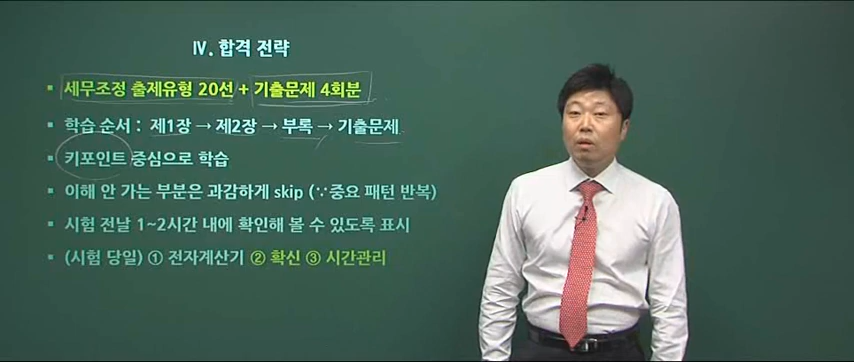 Ⅳ. 합격 전략
▪ 세무조정 출제유형 20선 + 기출문제 4회분
▪ 학습 순서 : 제1장 → 제2장 → 부록 → 기출문제
▪ 키포인트 중심으로 학습
▪ 이해 안 가는 부분은 과감하게 skip (∵중요 패턴 반복)
▪ 시험 전날 1~2시간 내에 확인해 볼 수 있도록 표시
▪ (시험 당일) ① 전자계산기 ② 확신 ③ 시간관리